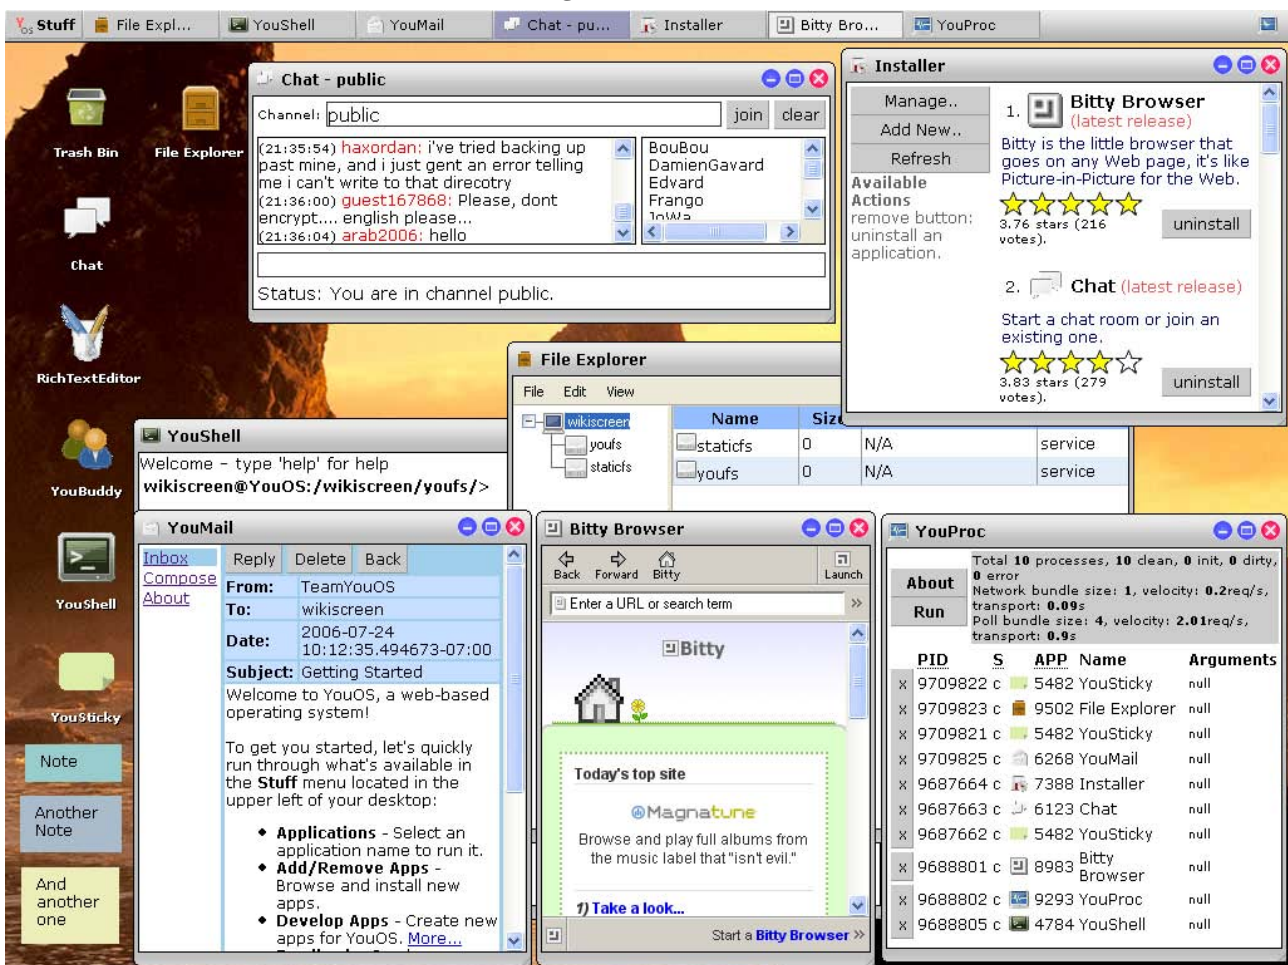 YOS Stuff
File Expl...
YouShell
YouMail
Chat - pu...
Installer
Bitty Bro...
YouProc
Trash Bin
File Explorer
Chat
RichTextEditor
YouBuddy
YouShell
YouSticky
Note
Another
Note
And
another
one
Chat - public
Channel: public
join
clear
(21:35:54) haxordan: i've tried backing up
past mine, and i just gent an error telling
me i can't write to that direcotry
(21:36:00) guest167868: Please, dont
encrypt.... english please...
(21:36:04) arab2006: hello
BouBou
DamienGavard
Edvard
Frango
JoWa
Status: You are in channel public.
Installer
Manage..
Add New..
Refresh
Available
Actions
remove button:
uninstall an
application.
1. Bitty Browser
(latest release)
Bitty is the little browser that
goes on any Web page, it's like
Picture-in-Picture for the Web.
3.76 stars (216
votes).
uninstall
2. Chat (latest release)
Start a chat room or join an
existing one.
3.83 stars (279
votes).
uninstall
File Explorer
File Edit View
wikiscreen
youfs
staticfs
Name Size
staticfs 0 N/A service
youfs 0 N/A service
YouShell
Welcome - type 'help' for help
wikiscreen@YouOS:/wikiscreen/youfs/>
YouMail
Inbox
Compose
About
Reply Delete Back
From: TeamYouOS
To: wikiscreen
Date: 2006-07-24
10:12:35.494673-07:00
Subject: Getting Started
Welcome to YouOS, a web-based
operating system!
To get you started, let's quickly
run through what's available in
the Stuff menu located in the
upper left of your desktop:
◆ Applications - Select an
application name to run it.
◆ Add/Remove Apps -
Browse and install new
apps.
◆ Develop Apps - Create new
apps for YouOS. More...
Bitty Browser
Back Forward Bitty Launch
Enter a URL or search term »
Bitty
Today's top site
Magnatune
Browse and play full albums from
the music label that "isn't evil."
1) Take a look...
Start a Bitty Browser »
YouProc
About
Run
Total 10 processes, 10 clean, 0 init, 0 dirty,
0 error
Network bundle size: 1, velocity: 0.2req/s,
transport: 0.09s
Poll bundle size: 4, velocity: 2.01req/s,
transport: 0.9s
PID S APP Name Arguments
x 9709822 c 5482 YouSticky null
x 9709823 c 9502 File Explorer null
x 9709821 c 5482 YouSticky null
x 9709825 c 6268 YouMail null
x 9687664 c 7388 Installer null
x 9687663 c 6123 Chat null
x 9687662 c 5482 YouSticky null
x 9688801 c 8983 Bitty
Browser null
x 9688802 c 9293 YouProc null
x 9688805 c 4784 YouShell null